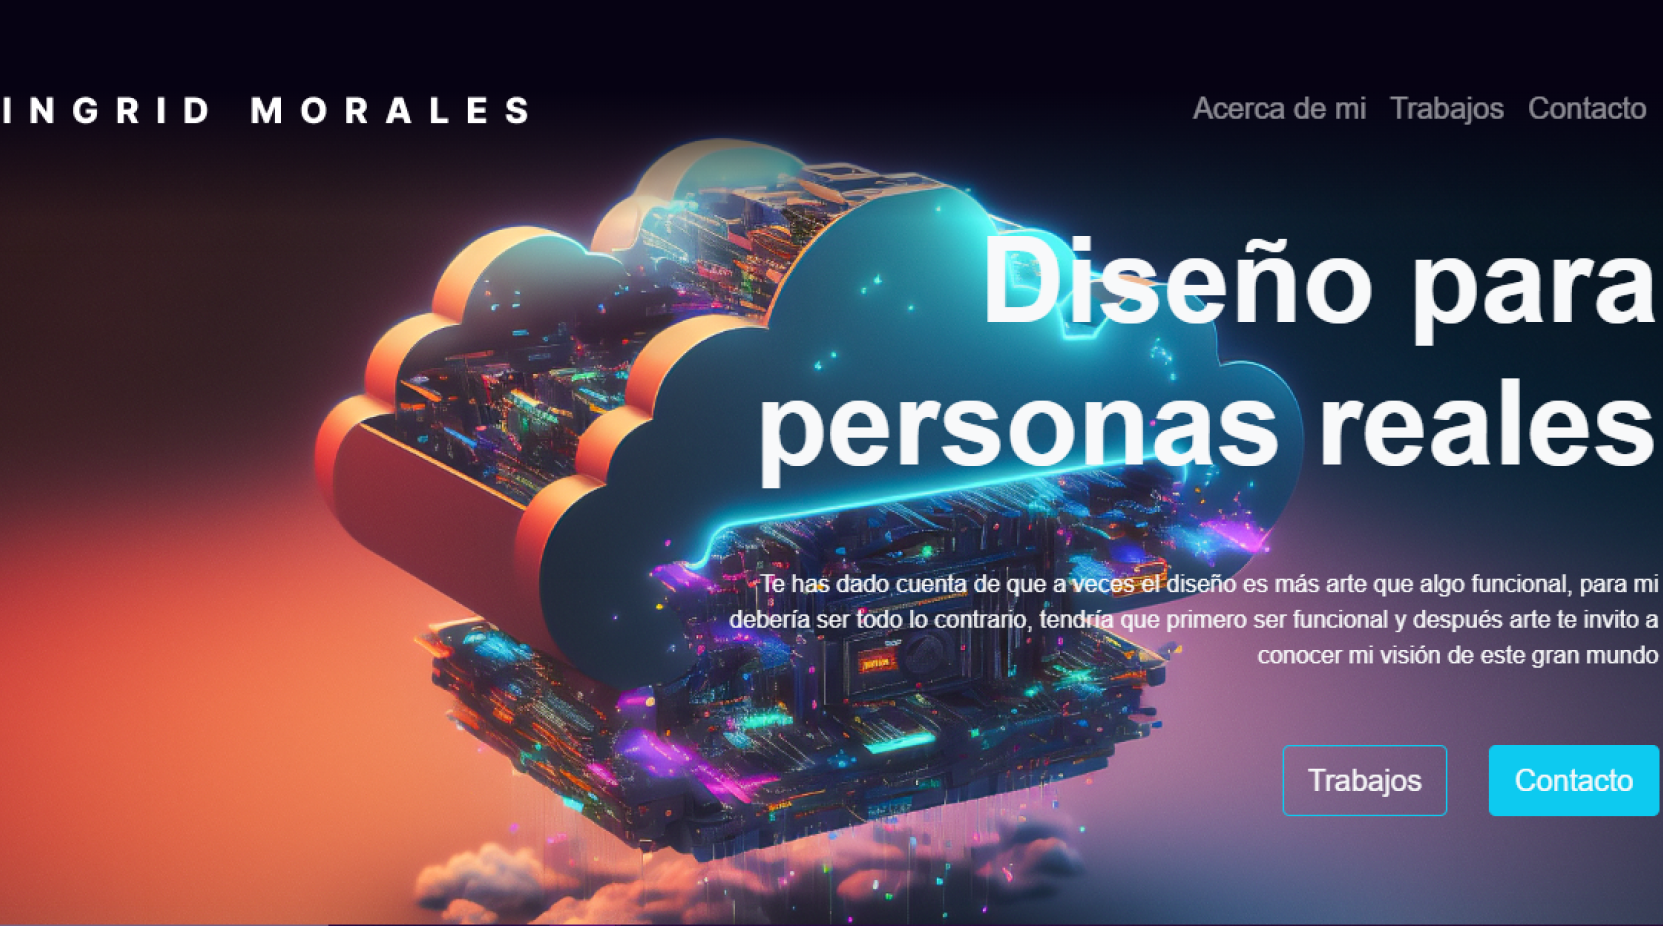 INGRID MORALES
Acerca de mi Trabajos Contacto
Diseño para
personas reales
Te has dado cuenta de que a veces el diseño es más arte que algo funcional, para mi
debería ser todo lo contrario, tendría que primero ser funcional y después arte te invito a
conocer mi visión de este gran mundo
Trabajos Contacto